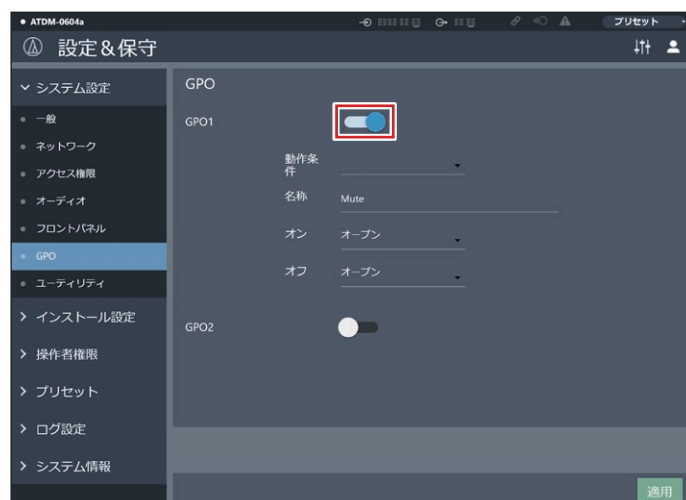 ATDM-0604a
プリセット
設定&保守
システム設定
一般
ネットワーク
アクセス権限
オーディオ
フロントパネル
GPO
ユーティリティ
インストール設定
操作者権限
プリセット
ログ設定
システム情報
GPO
GPO1
動作条
件
名称 Mute
オン オープン
オフ オープン
GPO2
適用